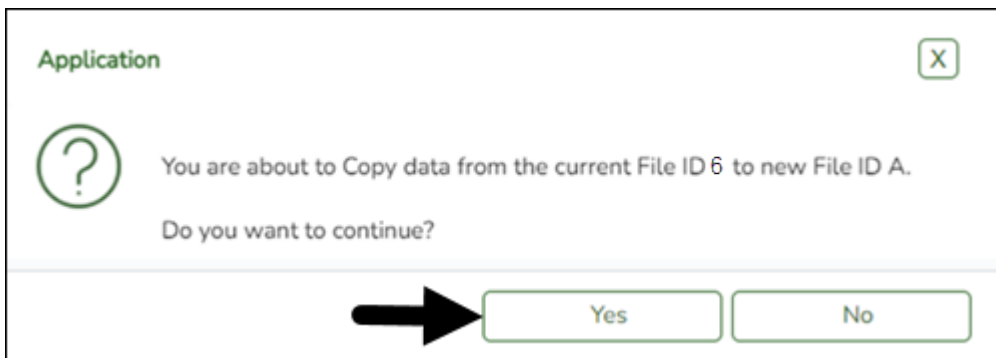 Application
X
You are about to Copy data from the current File ID 6 to new File ID A.
Do you want to continue?
Yes
No